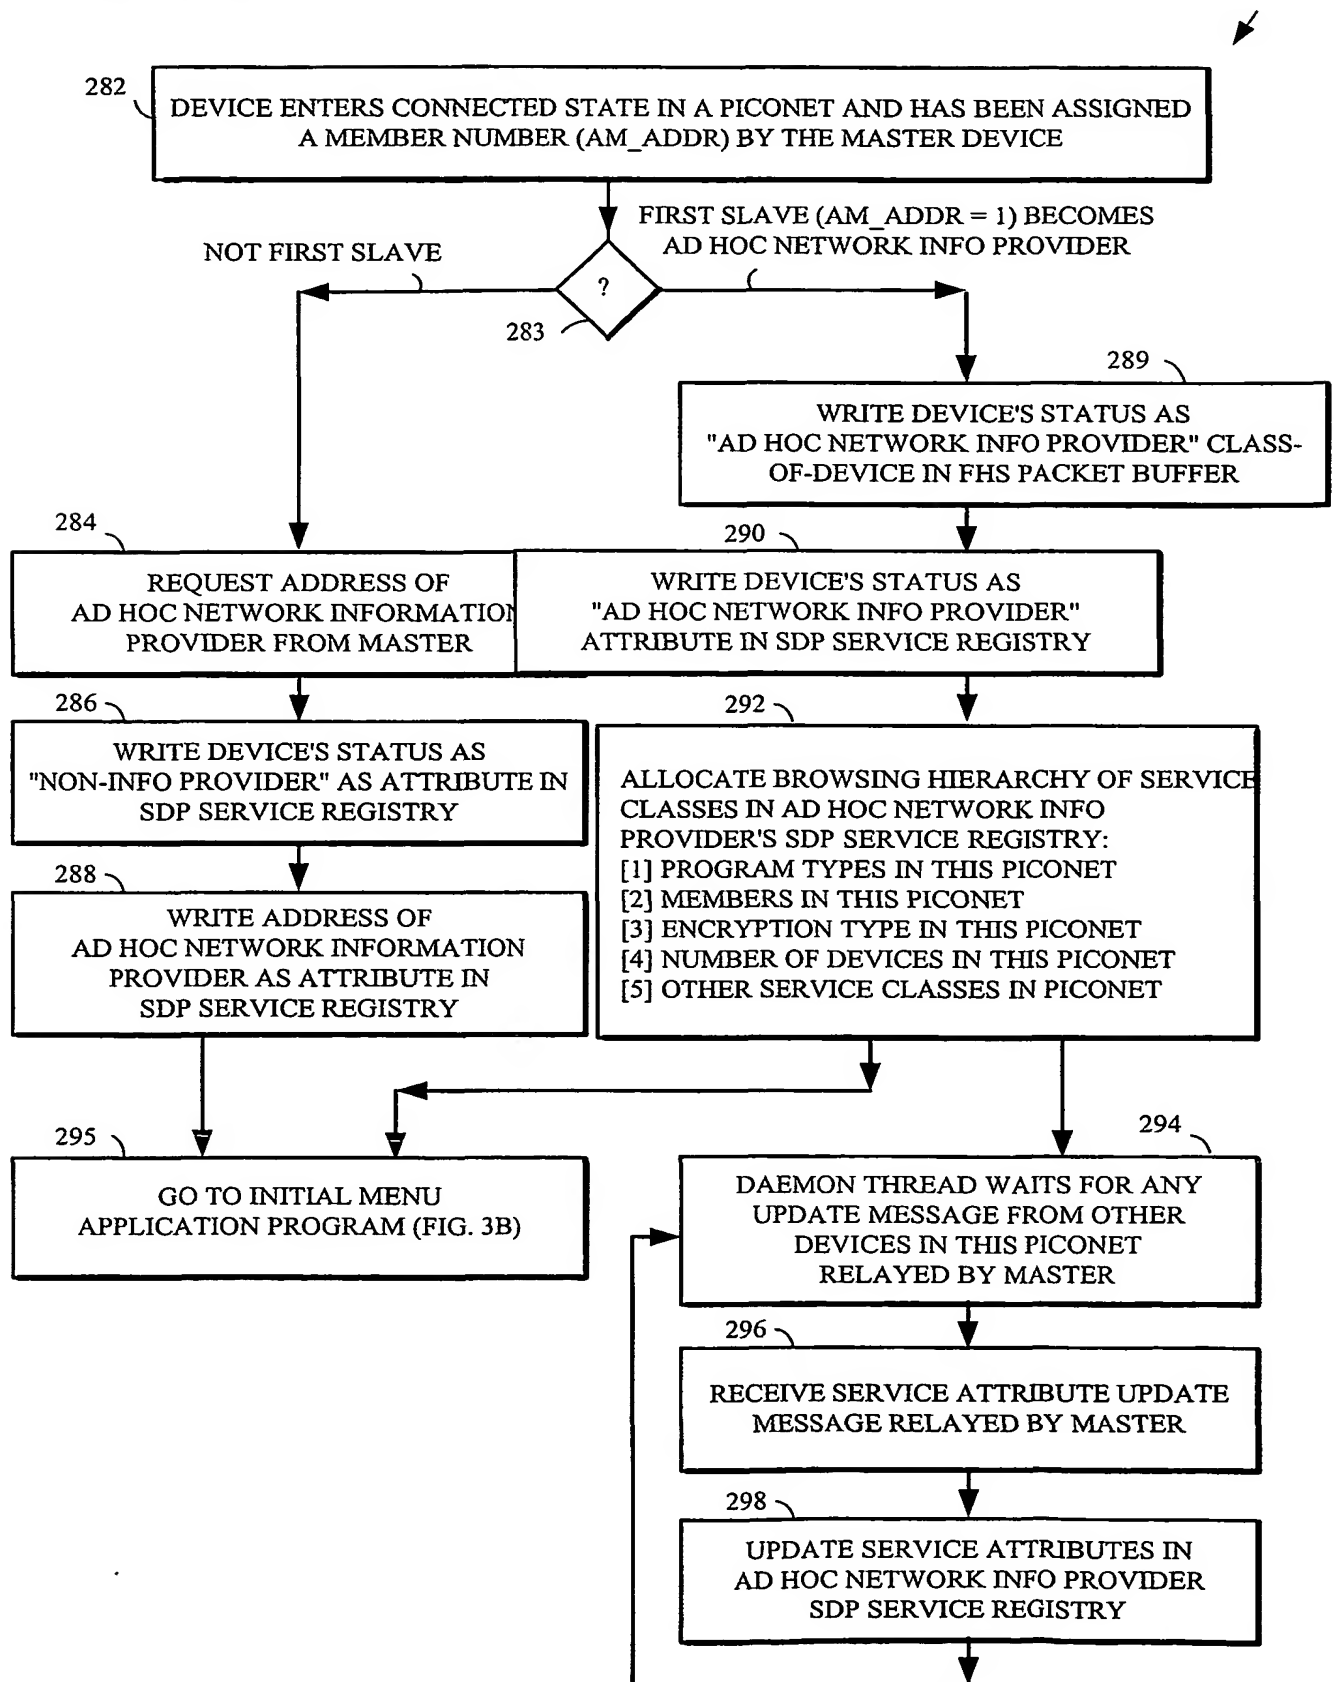 282
DEVICE ENTERS CONNECTED STATE IN A PICONET AND HAS BEEN ASSIGNED
A MEMBER NUMBER (AM_ADDR) BY THE MASTER DEVICE
FIRST SLAVE (AM_ADDR = 1) BECOMES
AD HOC NETWORK INFO PROVIDER
NOT FIRST SLAVE
?
283
289
WRITE DEVICE'S STATUS AS
"AD HOC NETWORK INFO PROVIDER" CLASS-
OF-DEVICE IN FHS PACKET BUFFER
284
REQUEST ADDRESS OF
AD HOC NETWORK INFORMATION
PROVIDER FROM MASTER
290
WRITE DEVICE'S STATUS AS
"AD HOC NETWORK INFO PROVIDER"
ATTRIBUTE IN SDP SERVICE REGISTRY
286
WRITE DEVICE'S STATUS AS
"NON-INFO PROVIDER" AS ATTRIBUTE IN
SDP SERVICE REGISTRY
292
ALLOCATE BROWSING HIERARCHY OF SERVICE
CLASSES IN AD HOC NETWORK INFO
PROVIDER'S SDP SERVICE REGISTRY:
[1] PROGRAM TYPES IN THIS PICONET
[2] MEMBERS IN THIS PICONET
[3] ENCRYPTION TYPE IN THIS PICONET
[4] NUMBER OF DEVICES IN THIS PICONET
[5] OTHER SERVICE CLASSES IN PICONET
288
WRITE ADDRESS OF
AD HOC NETWORK INFORMATION
PROVIDER AS ATTRIBUTE IN
SDP SERVICE REGISTRY
295
GO TO INITIAL MENU
APPLICATION PROGRAM (FIG. 3B)
294
DAEMON THREAD WAITS FOR ANY
UPDATE MESSAGE FROM OTHER
DEVICES IN THIS PICONET
RELAYED BY MASTER
296
RECEIVE SERVICE ATTRIBUTE UPDATE
MESSAGE RELAYED BY MASTER
298
UPDATE SERVICE ATTRIBUTES IN
AD HOC NETWORK INFO PROVIDER
SDP SERVICE REGISTRY